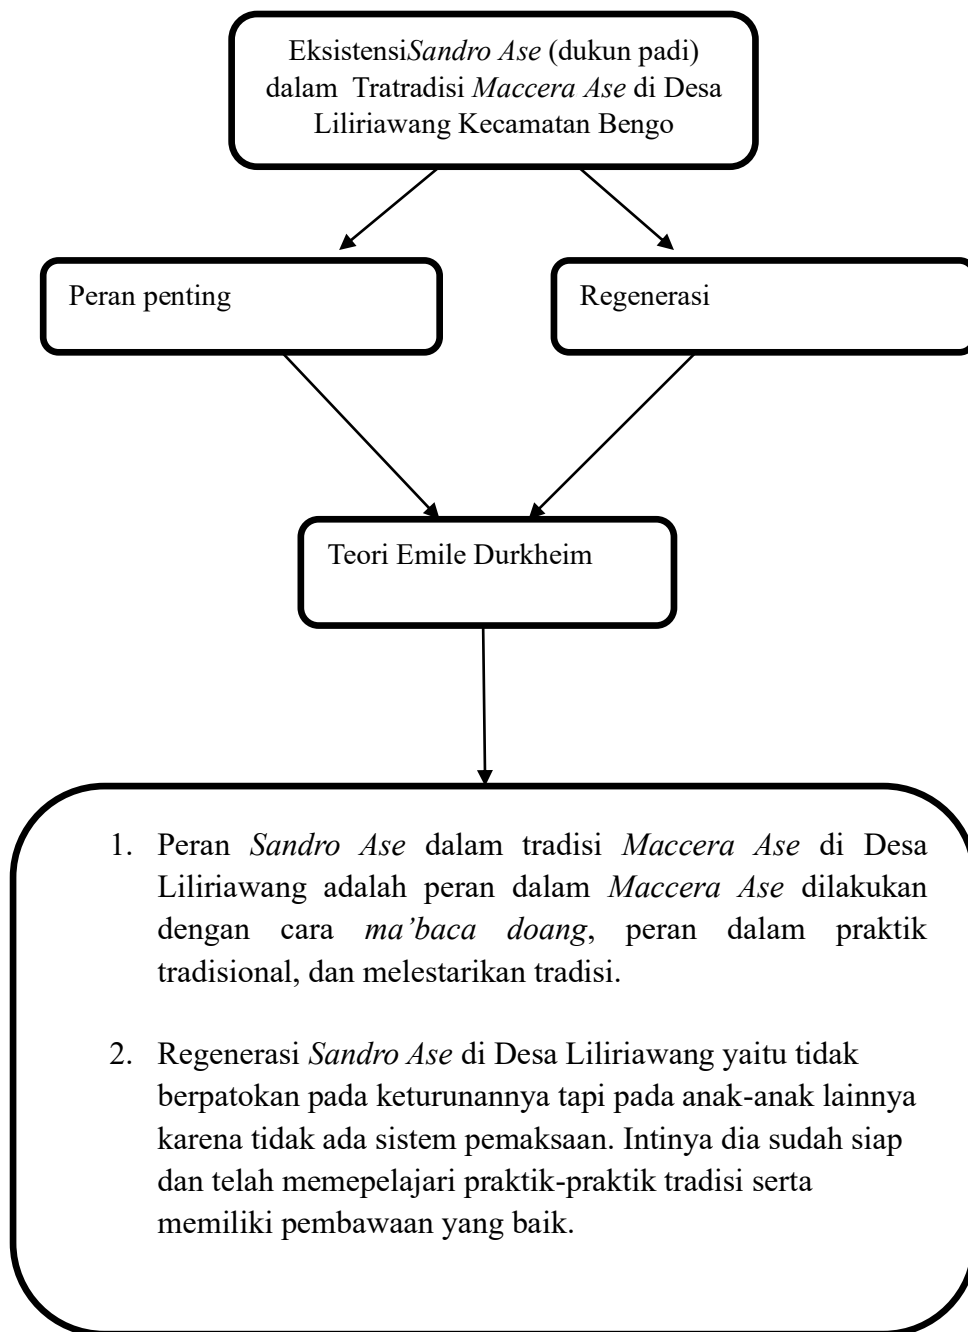 Eksistensi Sandro Ase (dukun padi)
dalam Tratradisi Maccera Ase di Desa
Liliriawang Kecamatan Bengo
Peran penting
Regenerasi
Teori Emile Durkheim
1. Peran Sandro Ase dalam tradisi Maccera Ase di Desa
Liliriawang adalah peran dalam Maccera Ase dilakukan
dengan cara ma’baca doang, peran dalam praktik
tradisional, dan melestarikan tradisi.
2. Regenerasi Sandro Ase di Desa Liliriawang yaitu tidak
berpatokan pada keturunannya tapi pada anak-anak lainnya
karena tidak ada sistem pemaksaan. Intinya dia sudah siap
dan telah memepelajari praktik-praktik tradisi serta
memiliki pembawaan yang baik.